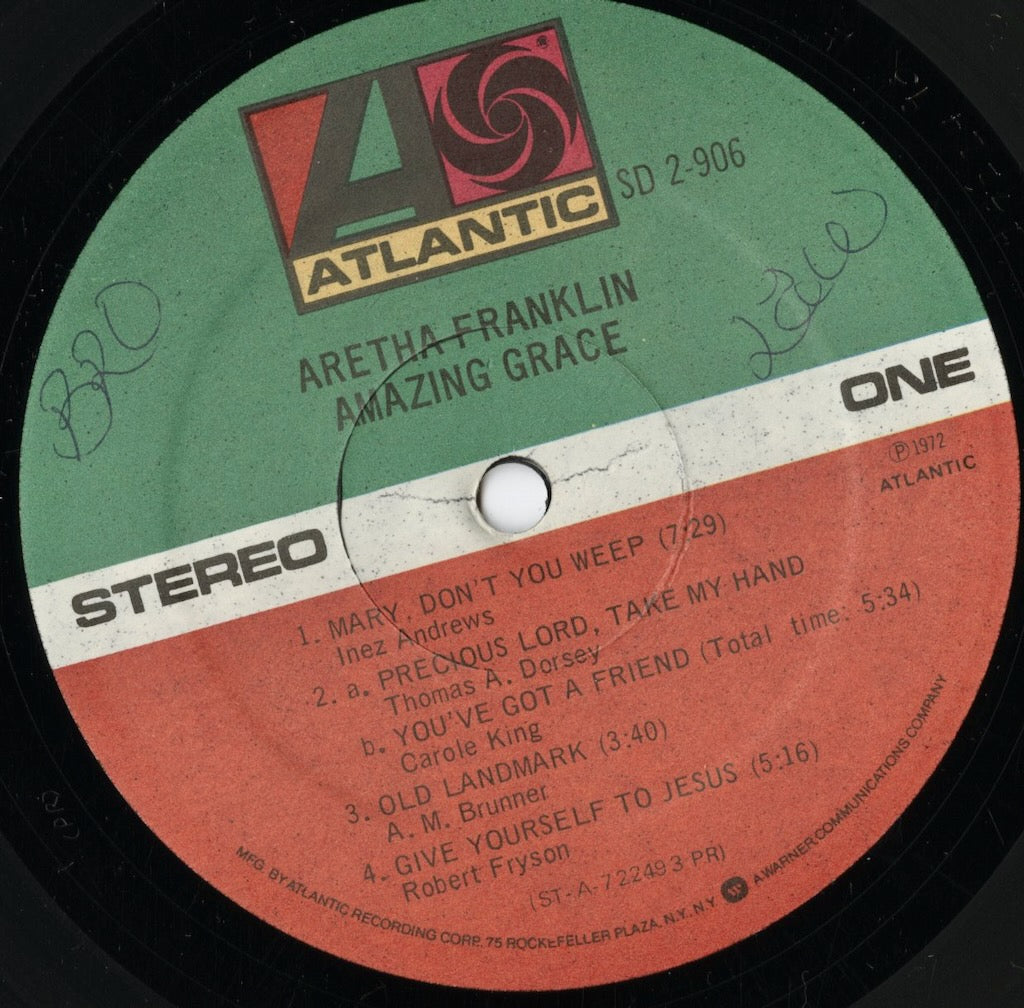 ATLANTIC
SD 2-906
ARETHA FRANKLIN
AMAZING GRACE
BRD
STEREO
ONE
Ⓟ1972
ATLANTIC
1. MARY, DON'T YOU WEEP (7:29)
Inez Andrews
2. a. PRECIOUS LORD, TAKE MY HAND
Thomas A. Dorsey
b. YOU'VE GOT A FRIEND (Total time: 5:34)
Carole King
3. OLD LANDMARK (3:40)
A. M. Brunner
4. GIVE YOURSELF TO JESUS (5:16)
Robert Fryson
(ST-A-722493 PR)
MFG. BY ATLANTIC RECORDING CORP. 75 ROCKEFELLER PLAZA, N.Y. N.Y. A WARNER COMMUNICATIONS COMPANY